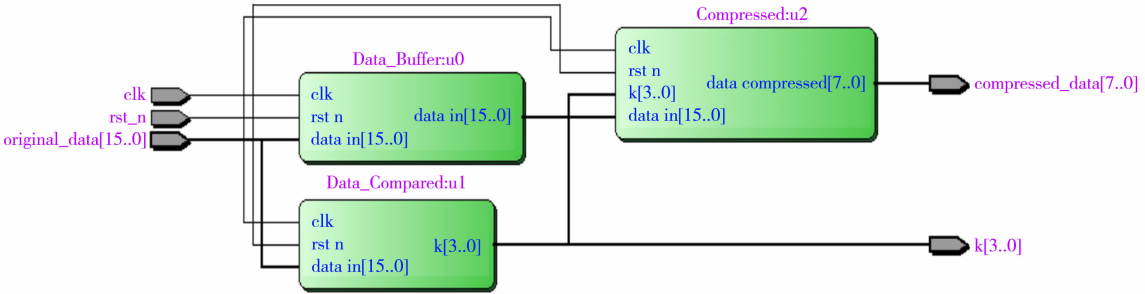 Compressed:u2
clk
rst n
k[3..0]
data in[15..0]
data compressed[7..0]
compressed_data[7..0]
Data_Buffer:u0
clk
rst_n
original_data[15..0]
clk
rst n
data in[15..0]
data in[15..0]
Data_Compared:u1
clk
rst n
data in[15..0]
k[3..0]
k[3..0]